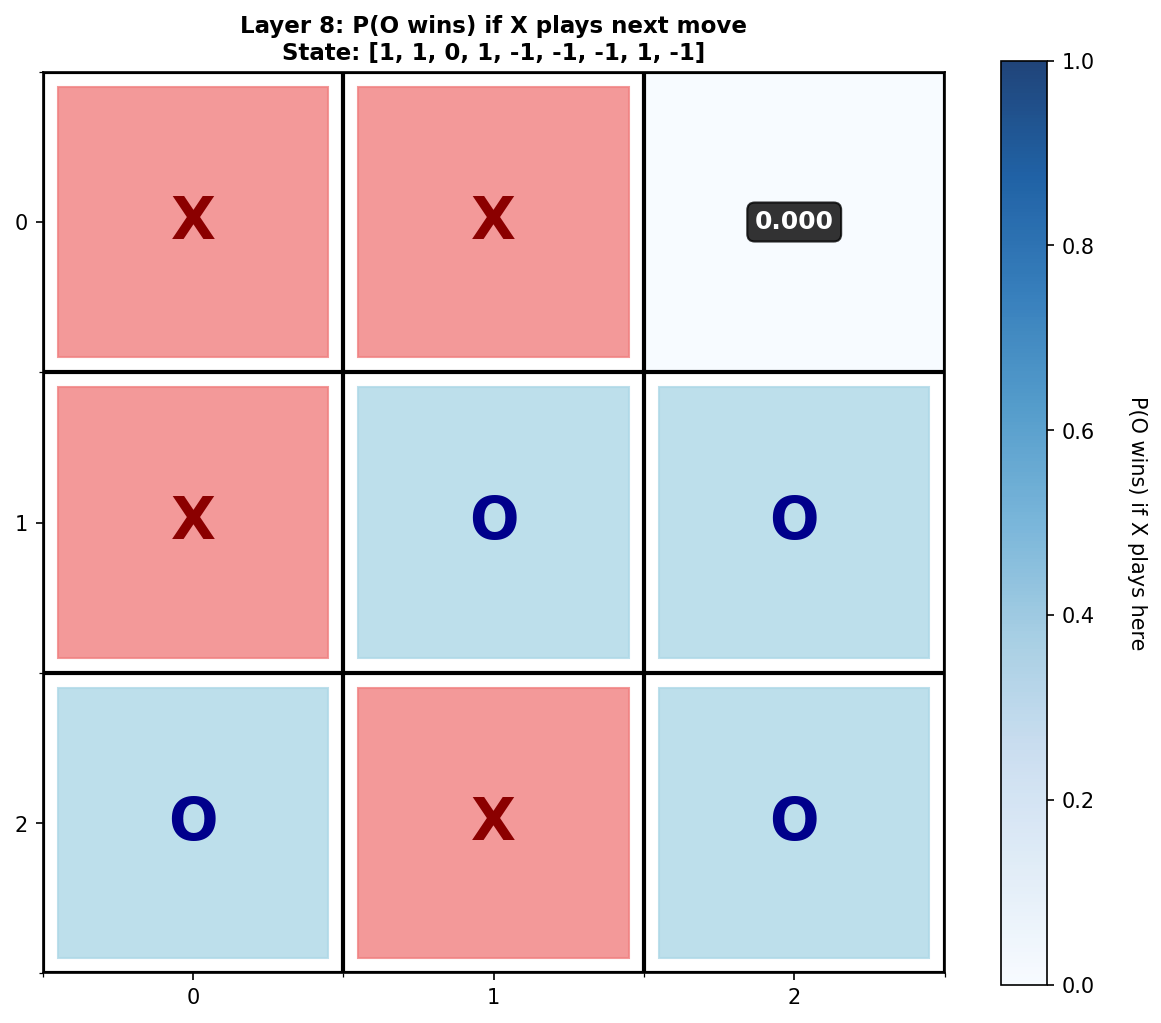 Layer 8: P(O wins) if X plays next move
State: [1, 1, 0, 1, -1, -1, -1, 1, -1]
X X 0.000
X O O
O X O
0
1
2
0 1 2
1.0
0.8
0.6
0.4
0.2
0.0
P(O wins) if X plays here